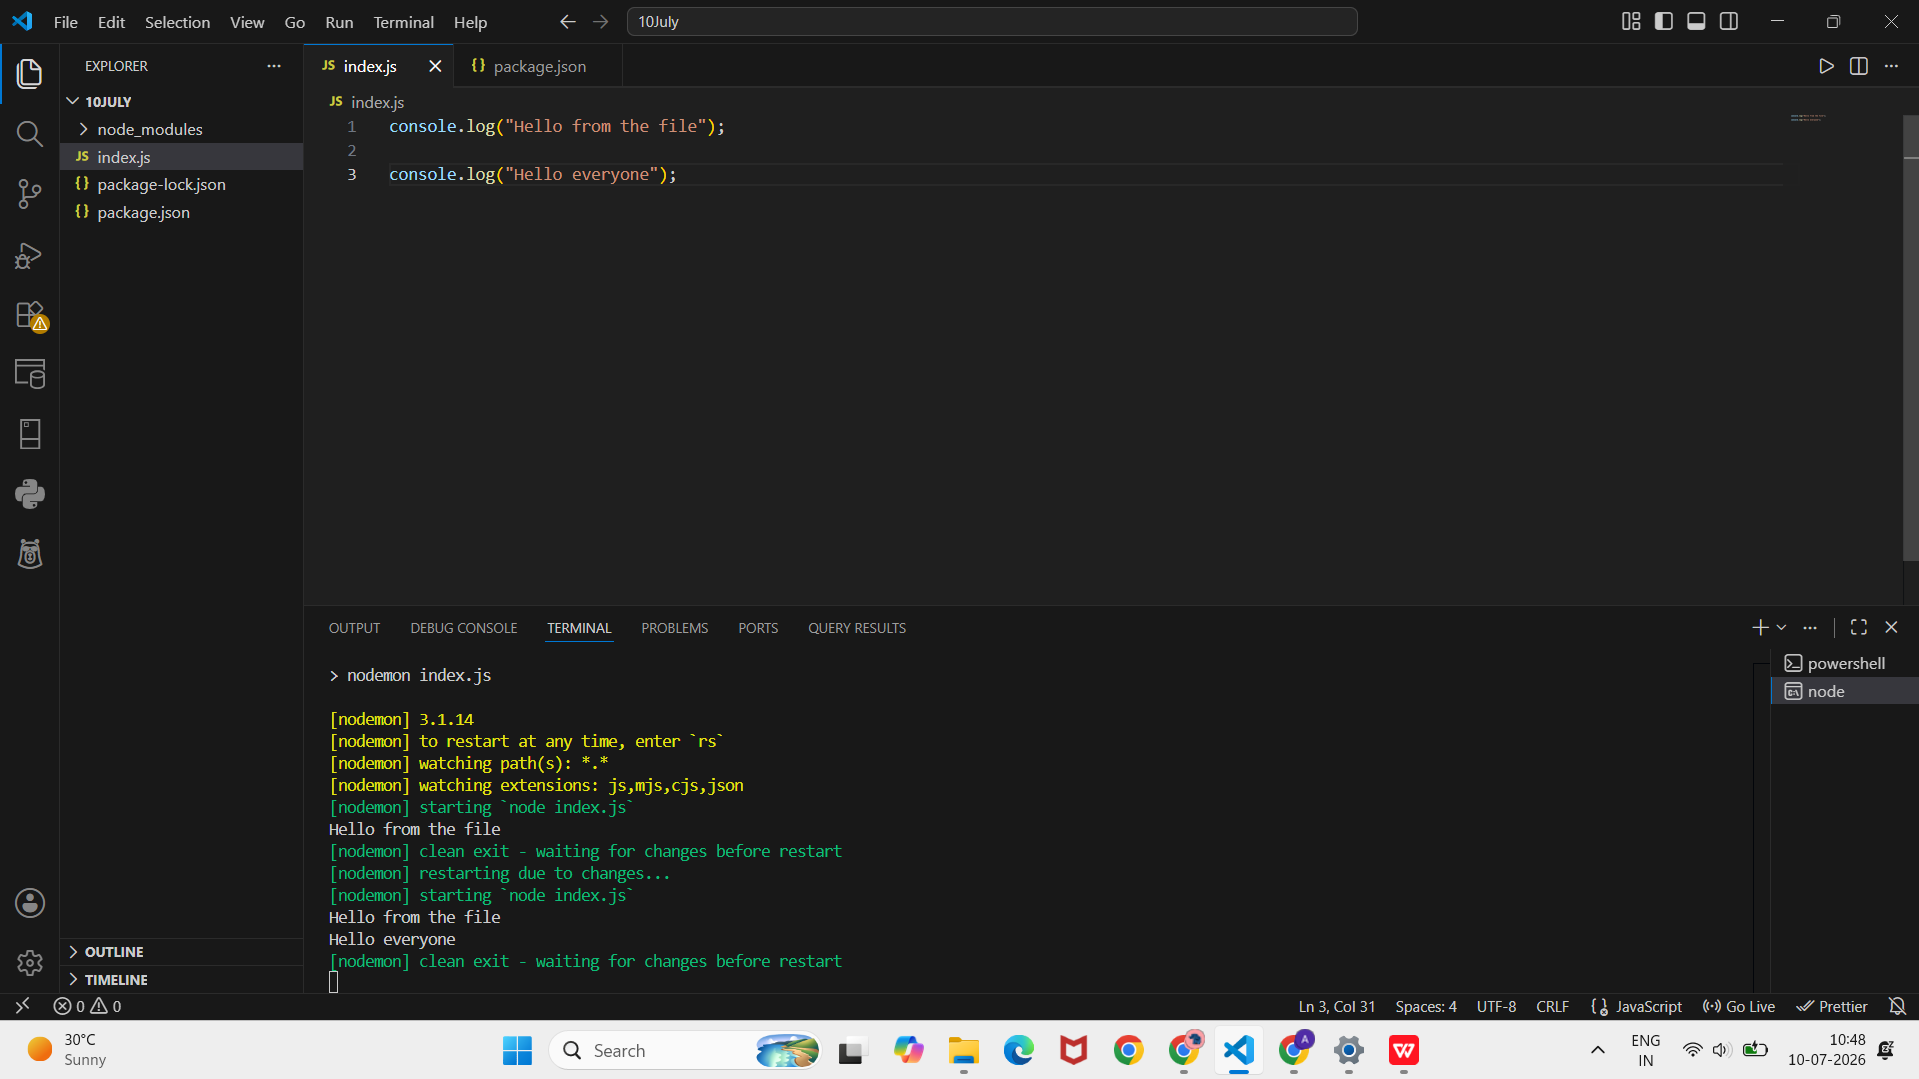 File Edit Selection View Go Run Terminal Help
10July
EXPLORER
10JULY
node_modules
JS index.js
{} package-lock.json
{} package.json
OUTLINE
TIMELINE
JS index.js
{} package.json
JS index.js
1 console.log("Hello from the file");
2
3 console.log("Hello everyone");
OUTPUT DEBUG CONSOLE TERMINAL PROBLEMS PORTS QUERY RESULTS
> nodemon index.js
[nodemon] 3.1.14
[nodemon] to restart at any time, enter `rs`
[nodemon] watching path(s): *.*
[nodemon] watching extensions: js,mjs,cjs,json
[nodemon] starting `node index.js`
Hello from the file
[nodemon] clean exit - waiting for changes before restart
[nodemon] restarting due to changes...
[nodemon] starting `node index.js`
Hello from the file
Hello everyone
[nodemon] clean exit - waiting for changes before restart
powershell
node
0 0
Ln 3, Col 31 Spaces: 4 UTF-8 CRLF {} JavaScript Go Live Prettier
30°C
Sunny
Search
A
W
ENG
IN
10:48
10-07-2026